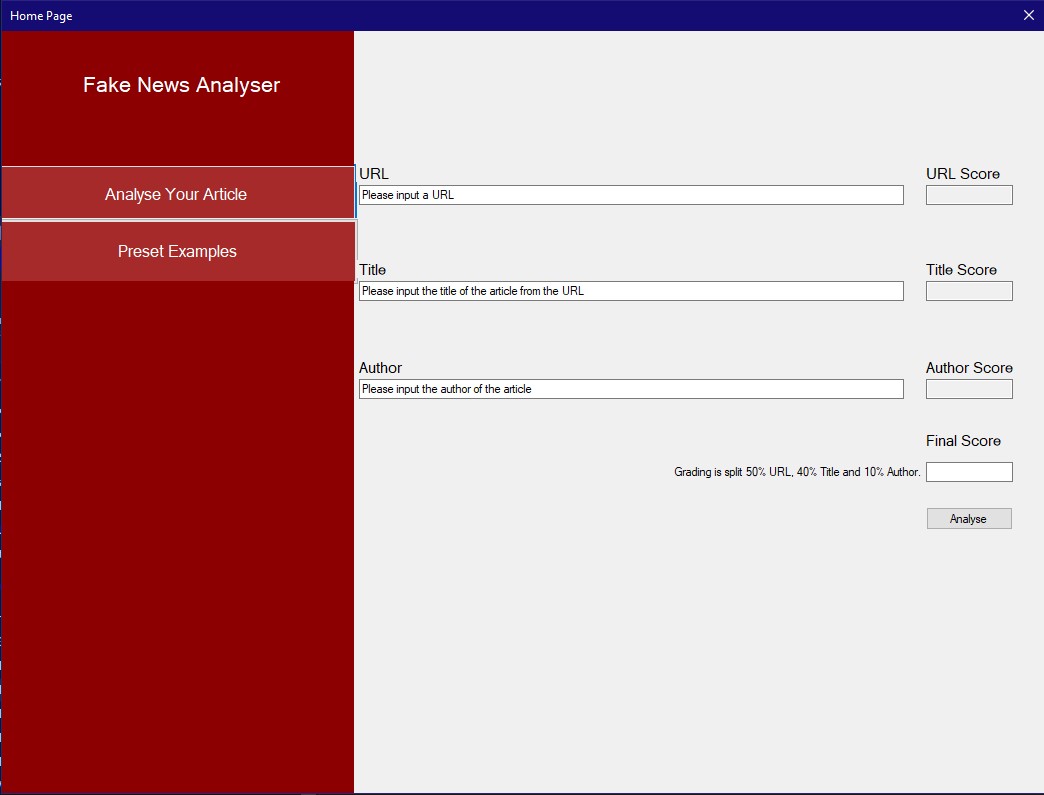 Home Page
Fake News Analyser
Analyse Your Article
Preset Examples
URL
URL Score
Please input a URL
Title
Title Score
Please input the title of the article from the URL
Author
Author Score
Please input the author of the article
Final Score
Grading is split 50% URL, 40% Title and 10% Author.
Analyse